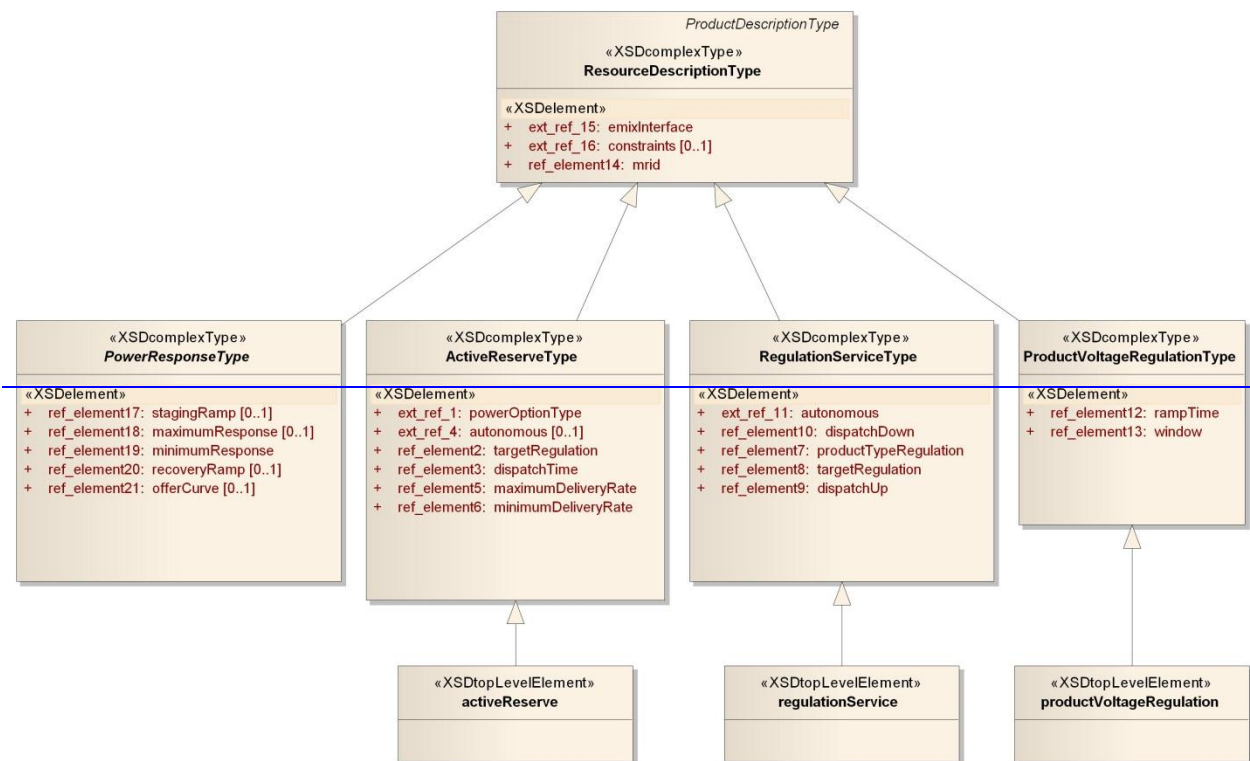 ProductDescriptionType
«XSDcomplexType»
ResourceDescriptionType
«XSDelement»
+ ext_ref_15: emixInterface
+ ext_ref_16: constraints [0..1]
+ ref_element14: mrid
«XSDcomplexType»
PowerResponseType
«XSDelement»
+ ref_element17: stagingRamp [0..1]
+ ref_element18: maximumResponse [0..1]
+ ref_element19: minimumResponse
+ ref_element20: recoveryRamp [0..1]
+ ref_element21: offerCurve [0..1]
«XSDcomplexType»
ActiveReserveType
«XSDelement»
+ ext_ref_1: powerOptionType
+ ext_ref_4: autonomous [0..1]
+ ref_element2: targetRegulation
+ ref_element3: dispatchTime
+ ref_element5: maximumDeliveryRate
+ ref_element6: minimumDeliveryRate
«XSDcomplexType»
RegulationServiceType
«XSDelement»
+ ext_ref_11: autonomous
+ ref_element10: dispatchDown
+ ref_element7: productTypeRegulation
+ ref_element8: targetRegulation
+ ref_element9: dispatchUp
«XSDcomplexType»
ProductVoltageRegulationType
«XSDelement»
+ ref_element12: rampTime
+ ref_element13: window
«XSDtopLevelElement»
activeReserve
«XSDtopLevelElement»
regulationService
«XSDtopLevelElement»
productVoltageRegulation